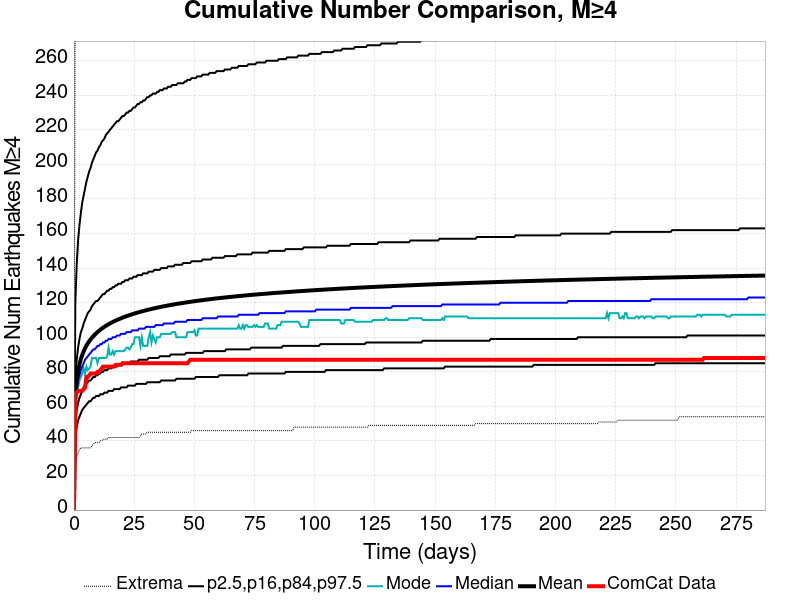 Cumulative Number Comparison, M≥4
Cumulative Num Earthquakes M≥4
260
240
220
200
180
160
140
120
100
80
60
40
20
0
0 25 50 75 100 125 150 175 200 225 250 275
Time (days)
Extrema p2.5,p16,p84,p97.5 Mode Median Mean ComCat Data